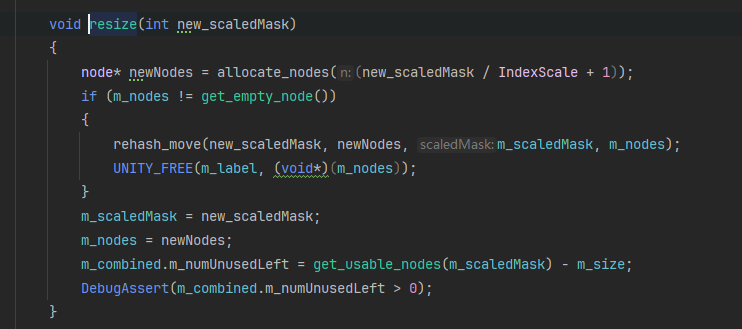 void resize(int new_scaledMask)
{
node* newNodes = allocate_nodes( n: (new_scaledMask / IndexScale + 1));
if (m_nodes != get_empty_node())
{
rehash_move(new_scaledMask, newNodes, scaledMask: m_scaledMask, m_nodes);
UNITY_FREE(m_label, (void*)(m_nodes));
}
m_scaledMask = new_scaledMask;
m_nodes = newNodes;
m_combined.m_numUnusedLeft = get_usable_nodes(m_scaledMask) - m_size;
DebugAssert(m_combined.m_numUnusedLeft > 0);
}